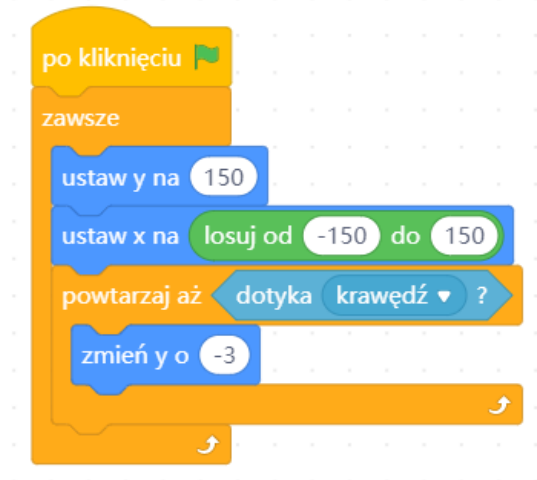 po kliknięciu
zawsze
ustaw y na 150
ustaw x na losuj od -150 do 150
powtarzaj aż dotyka krawędź ?
zmień y o -3